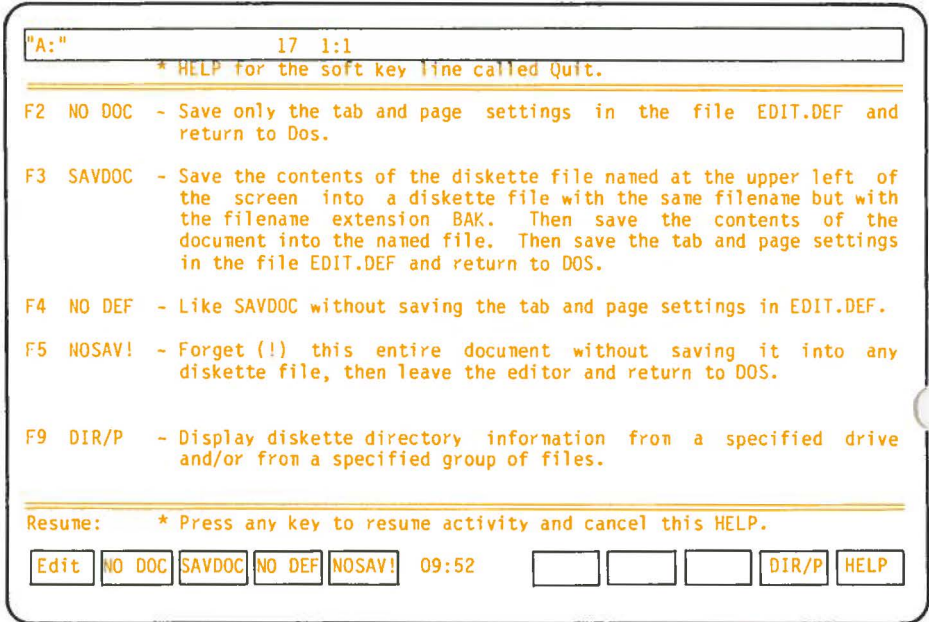 "A:" 17 1:1
* HELP for the soft key line called Quit.
F2 NO DOC - Save only the tab and page settings in the file EDIT.DEF and
return to Dos.
F3 SAVDOC - Save the contents of the diskette file named at the upper left of
the screen into a diskette file with the same filename but with
the filename extension BAK. Then save the contents of the
document into the named file. Then save the tab and page settings
in the file EDIT.DEF and return to DOS.
F4 NO DEF - Like SAVDOC without saving the tab and page settings in EDIT.DEF.
F5 NOSAV! - Forget (!) this entire document without saving it into any
diskette file, then leave the editor and return to DOS.
F9 DIR/P - Display diskette directory information from a specified drive
and/or from a specified group of files.
Resume: * Press any key to resume activity and cancel this HELP.
Edit NO DOC SAVDOC NO DEF NOSAV! 09:52 DIR/P HELP